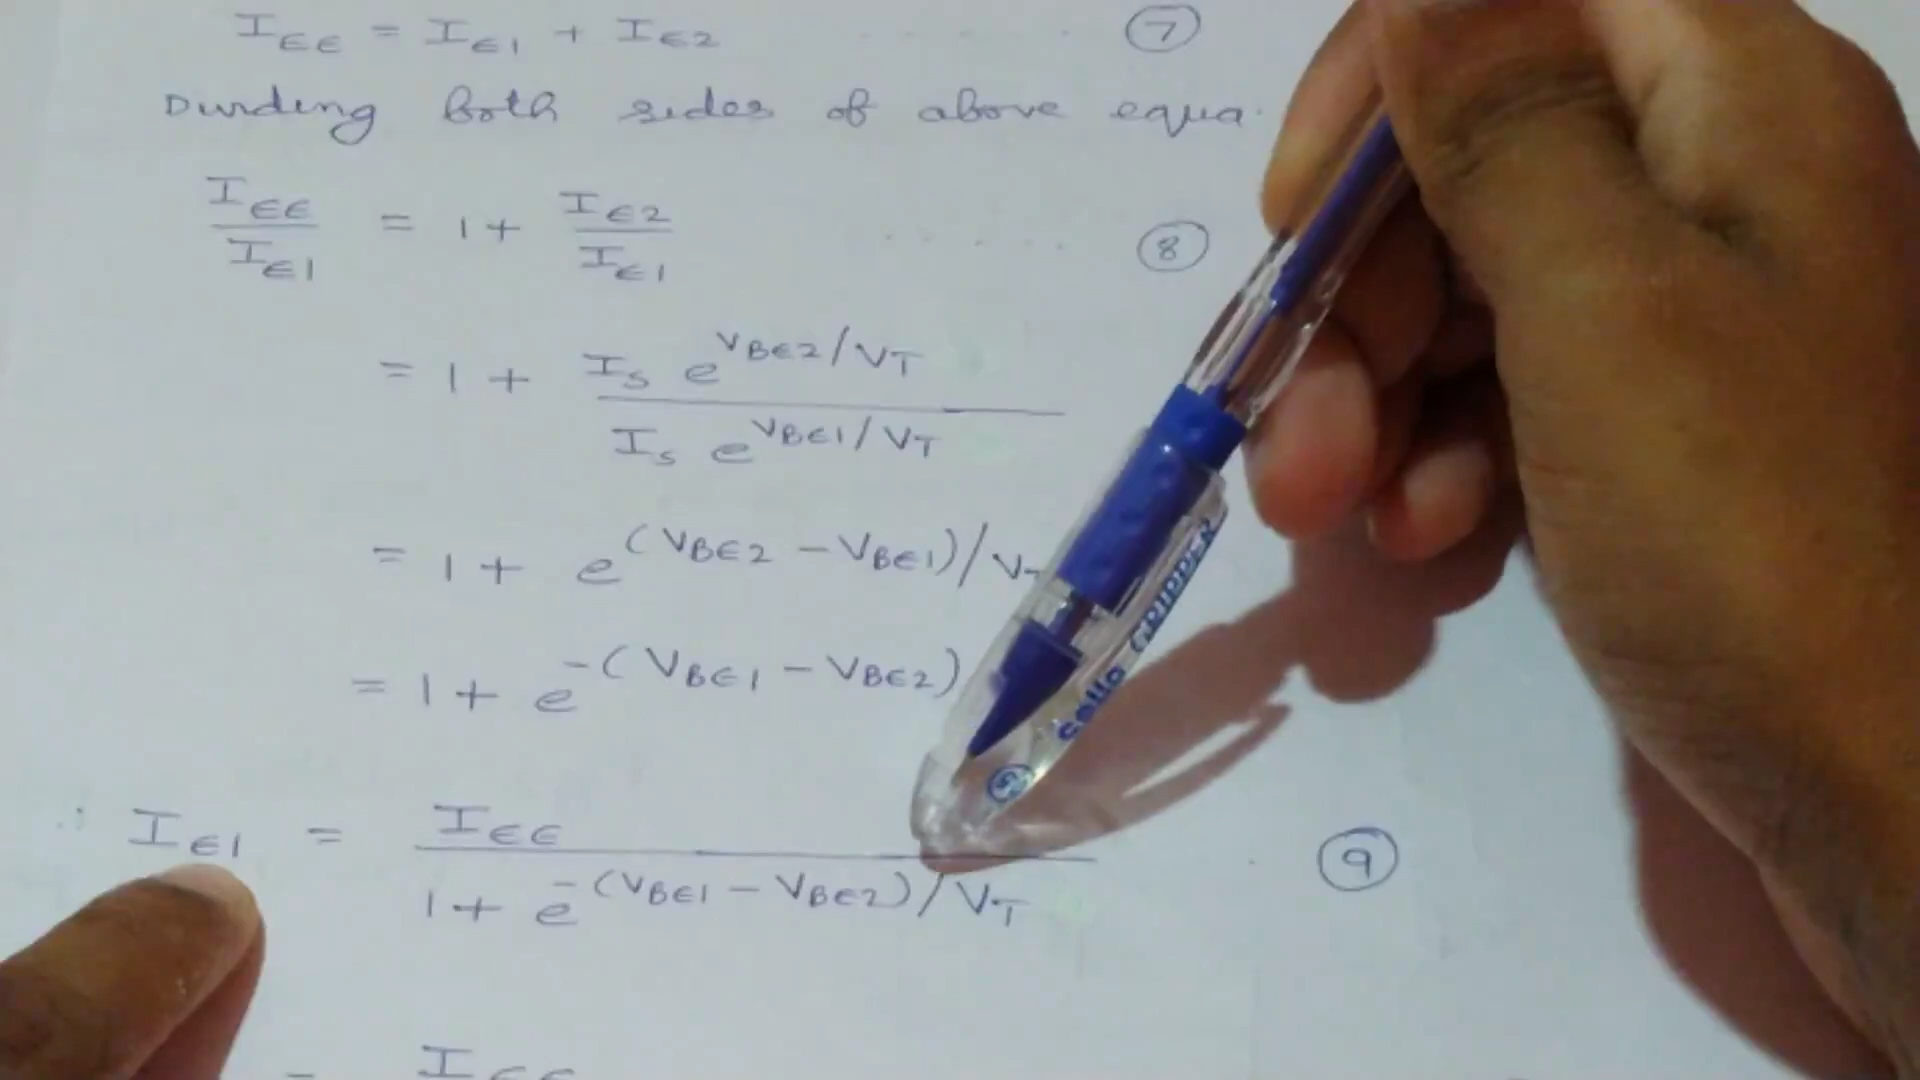 I_EE = I_E1 + I_E2 ...... (7)
Dividing both sides of above equa.
I_EE / I_E1 = 1 + I_E2 / I_E1 ...... (8)
= 1 + I_S e^(V_BE2/V_T) / I_S e^(V_BE1/V_T)
= 1 + e^((V_BE2 - V_BE1)/V_T)
= 1 + e^(-(V_BE1 - V_BE2))
∴ I_E1 = I_EE / (1 + e^(-(V_BE1 - V_BE2)/V_T)) (9)
= I_EE
cello GRIPPER